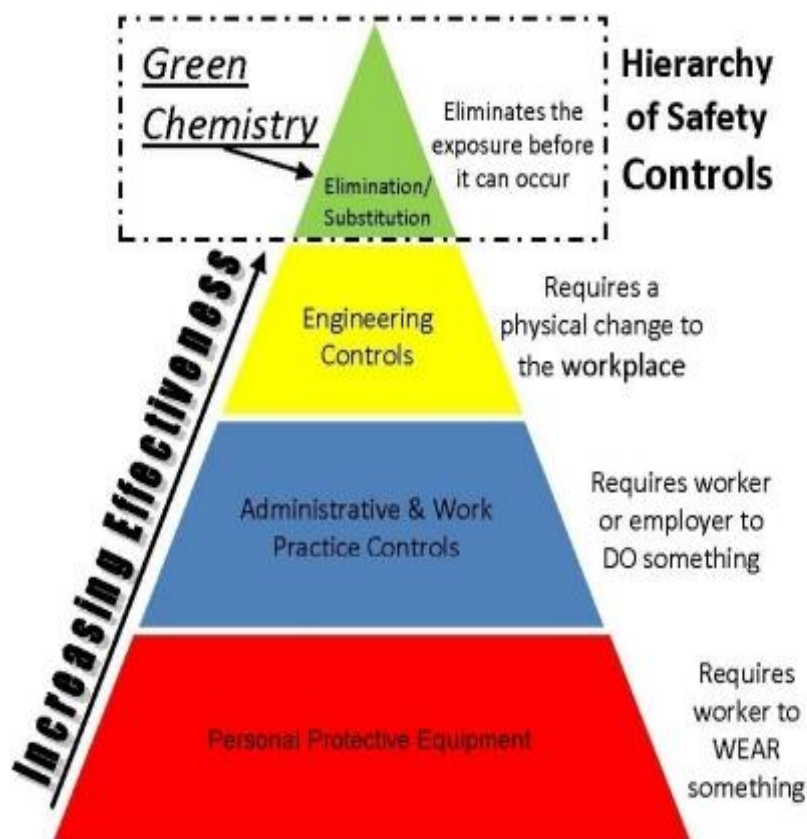 Green
Chemistry
Elimination/
Substitution
Eliminates the
exposure before
it can occur
Hierarchy
of Safety
Controls
Increasing Effectiveness
Engineering
Controls
Requires a
physical change to
the workplace
Administrative & Work
Practice Controls
Requires worker
or employer to
DO something
Personal Protective Equipment
Requires
worker to
WEAR
something